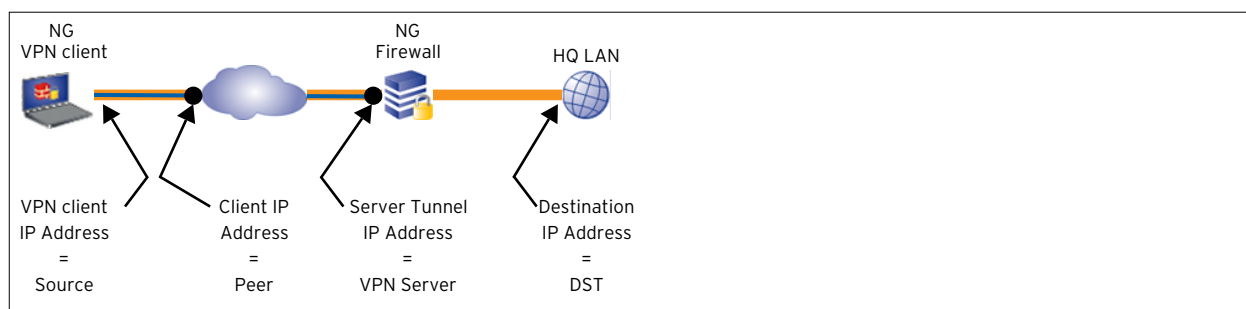 NG
VPN client
NG
Firewall
HQ LAN
VPN client
IP Address
=
Source
Client IP
Address
=
Peer
Server Tunnel
IP Address
=
VPN Server
Destination
IP Address
=
DST